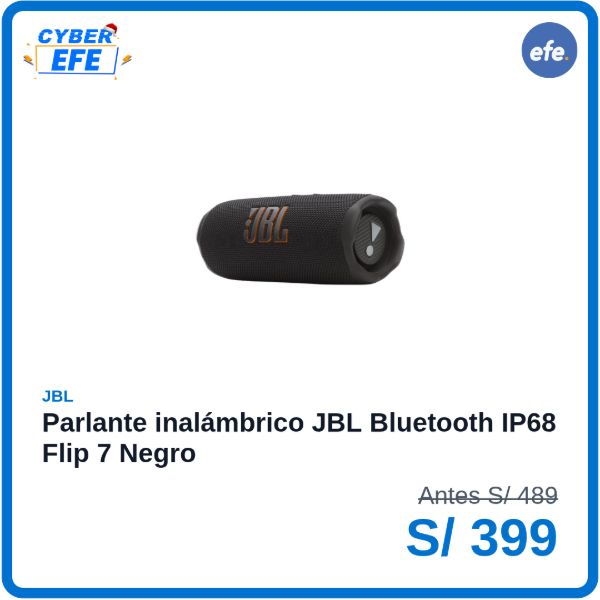 CYBER
EFE
efe.
JBL
JBL
Parlante inalámbrico JBL Bluetooth IP68
Flip 7 Negro
Antes S/ 489
S/ 399